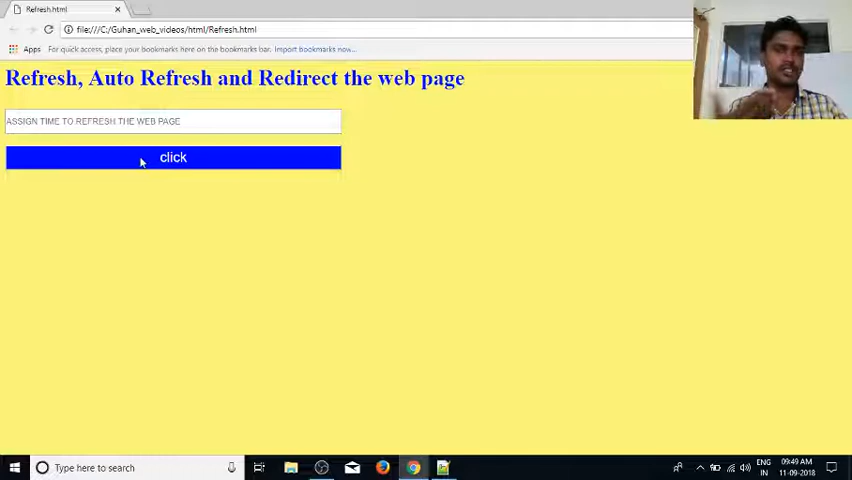 Refresh.html
file:///C:/Guhan_web_videos/html/Refresh.html
Apps For quick access, place your bookmarks here on the bookmarks bar. Import bookmarks now...
Refresh, Auto Refresh and Redirect the web page
ASSIGN TIME TO REFRESH THE WEB PAGE
click
Type here to search
ENG
IN
09:49 AM
11-09-2018